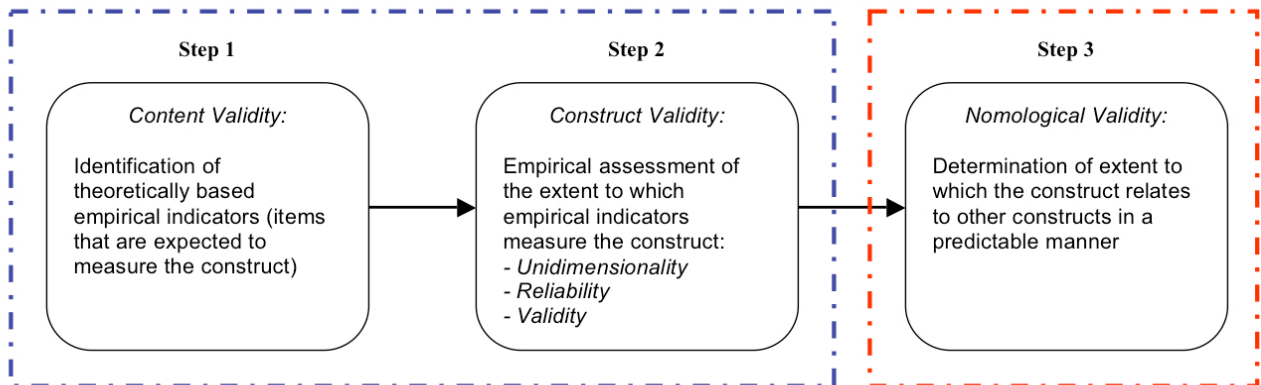 Step 1
Content Validity:
Identification of
theoretically based
empirical indicators (items
that are expected to
measure the construct)
Step 2
Construct Validity:
Empirical assessment of
the extent to which
empirical indicators
measure the construct:
- Unidimensionality
- Reliability
- Validity
Step 3
Nomological Validity:
Determination of extent to
which the construct relates
to other constructs in a
predictable manner